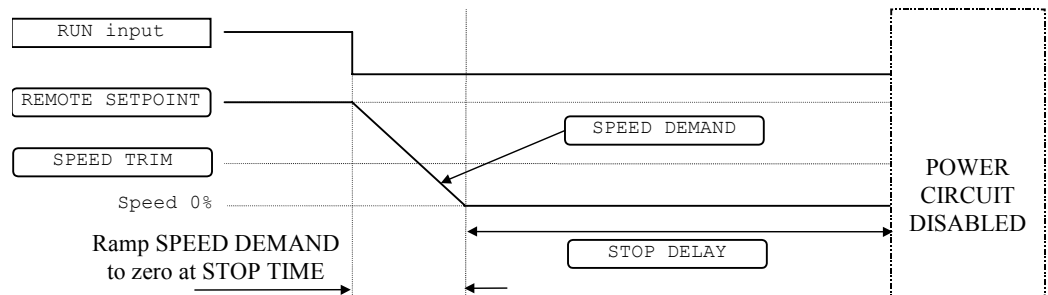 RUN input
REMOTE SETPOINT
SPEED DEMAND
SPEED TRIM
POWER
CIRCUIT
DISABLED
Speed 0%
Ramp SPEED DEMAND
to zero at STOP TIME
STOP DELAY